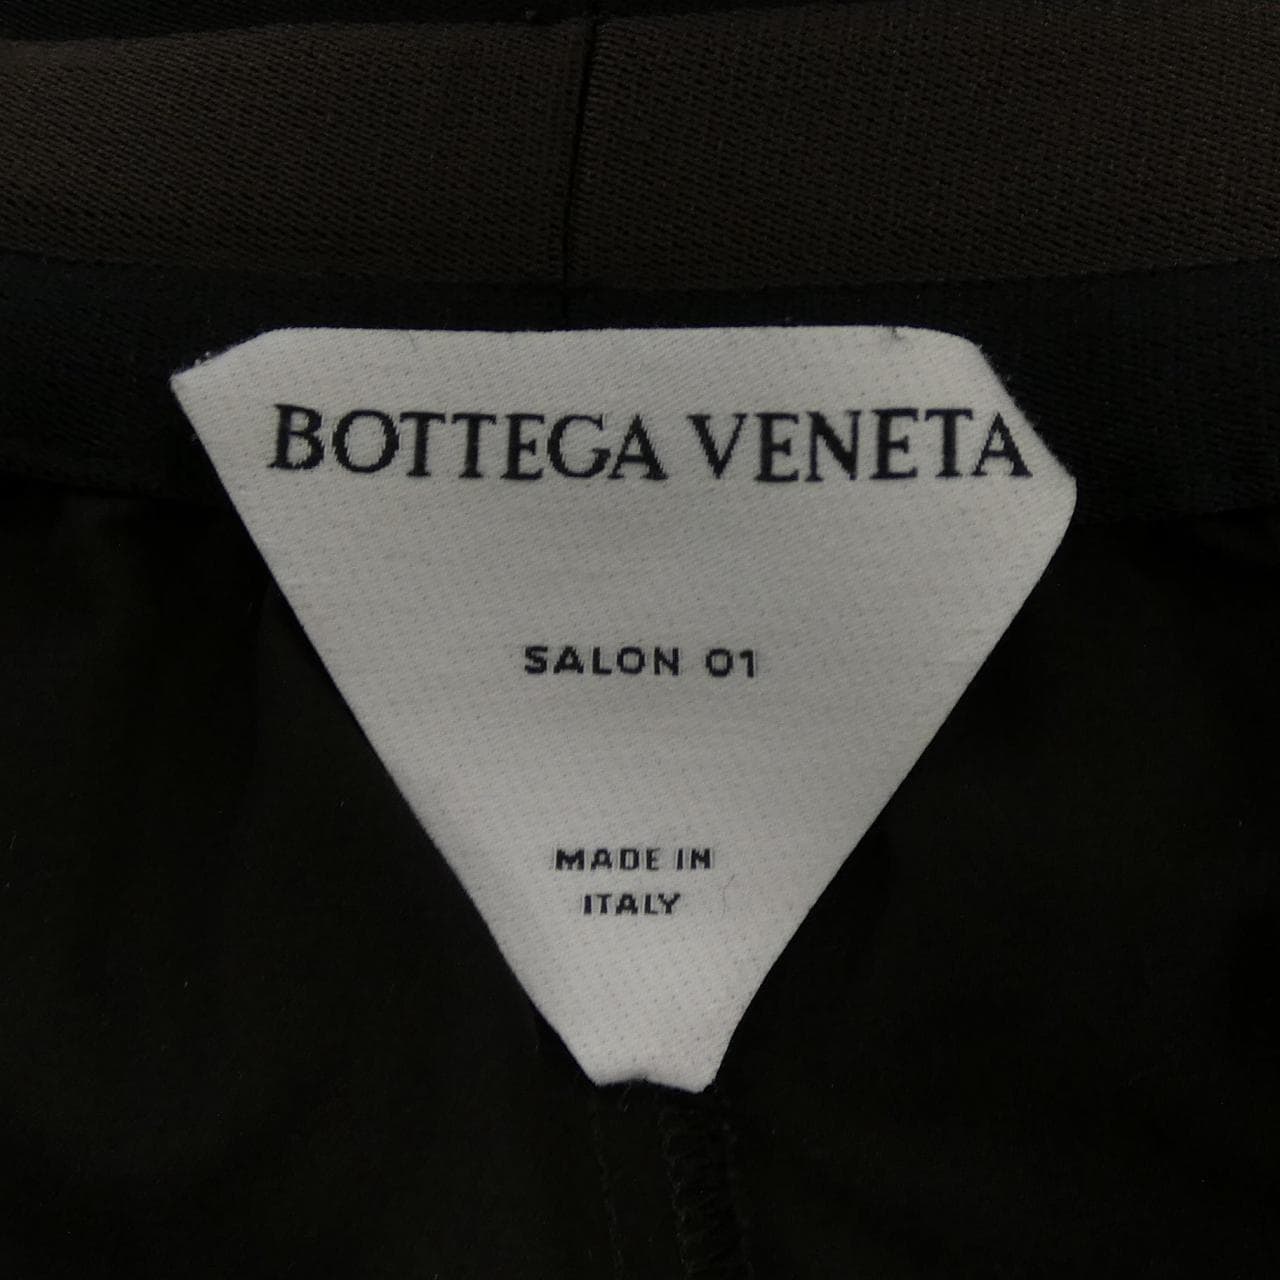 BOTTEGA VENETA
SALON 01
MADE IN
ITALY